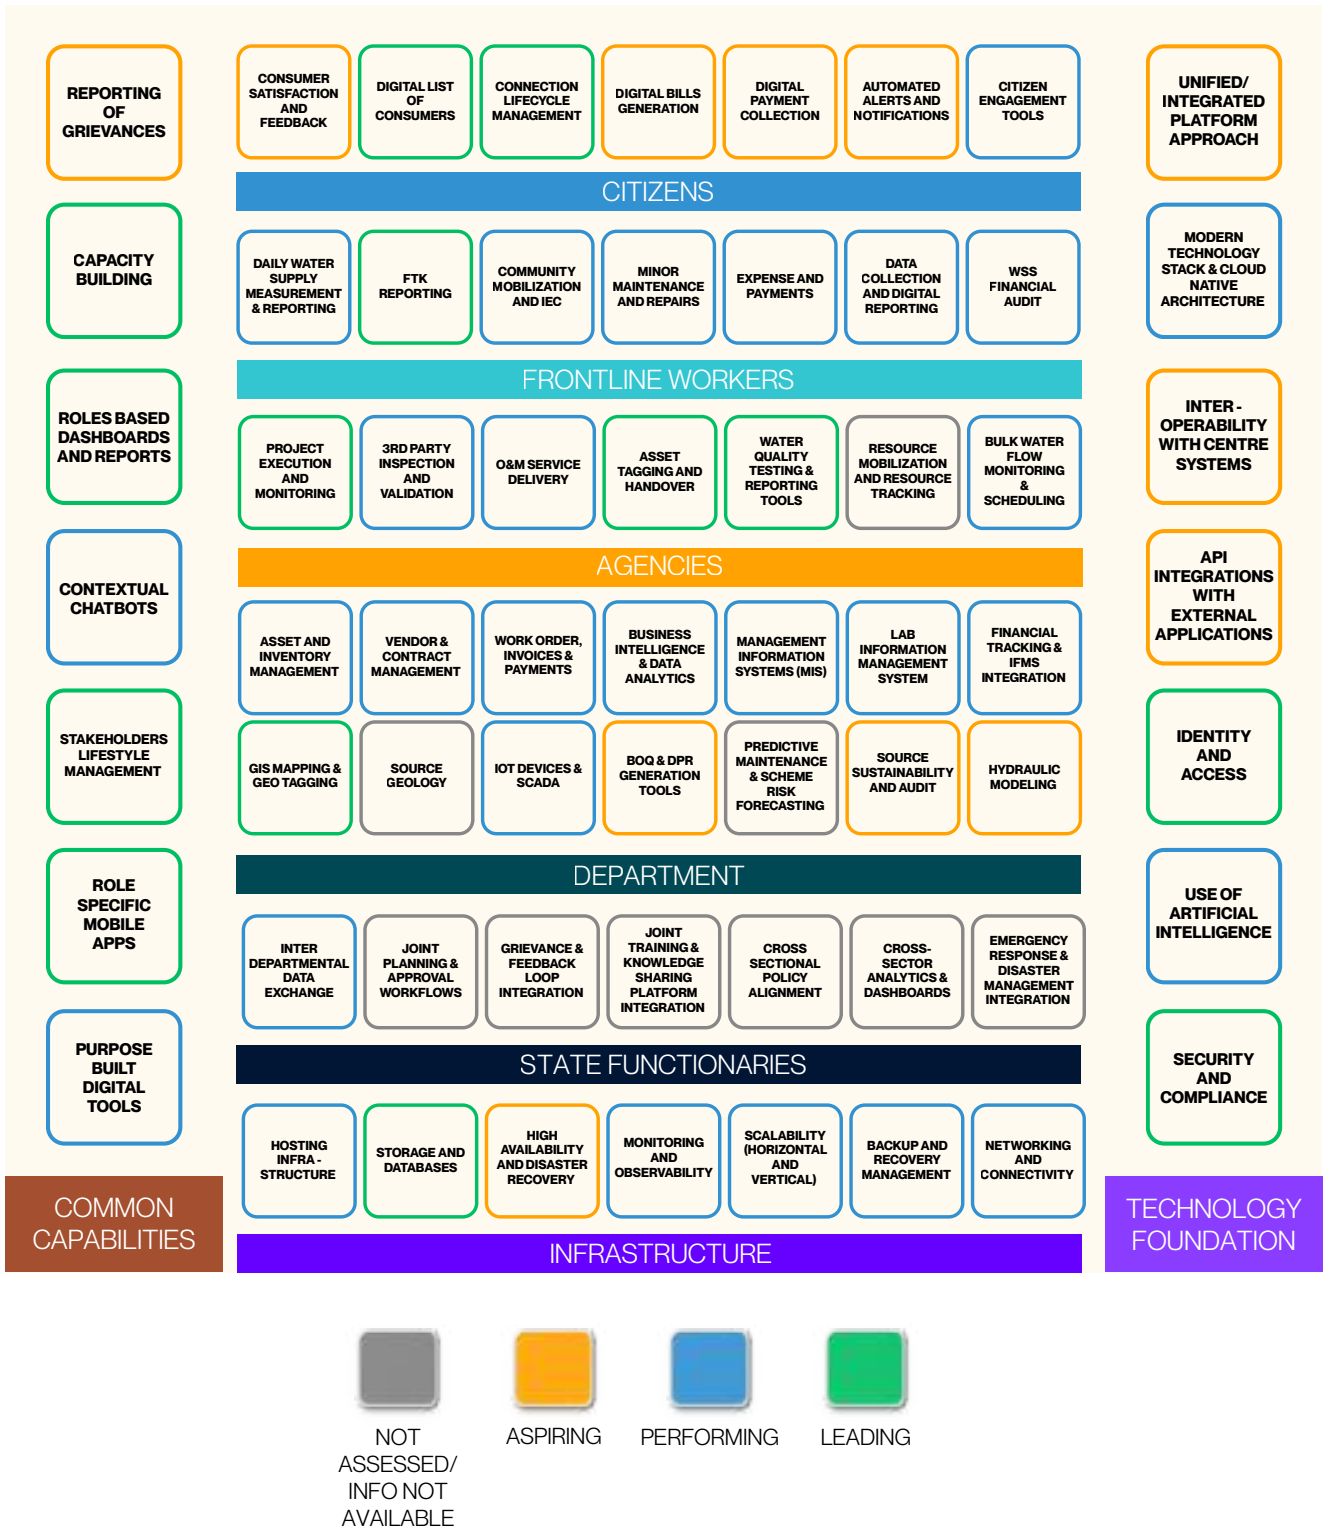 REPORTING
OF
GRIEVANCES
CAPACITY
BUILDING
ROLES BASED
DASHBOARDS
AND REPORTS
CONTEXTUAL
CHATBOTS
STAKEHOLDERS
LIFESTYLE
MANAGEMENT
ROLE
SPECIFIC
MOBILE
APPS
PURPOSE
BUILT
DIGITAL
TOOLS
COMMON
CAPABILITIES
CONSUMER
SATISFACTION
AND
FEEDBACK
DIGITAL LIST
OF
CONSUMERS
CONNECTION
LIFECYCLE
MANAGEMENT
DIGITAL BILLS
GENERATION
DIGITAL
PAYMENT
COLLECTION
AUTOMATED
ALERTS AND
NOTIFICATIONS
CITIZEN
ENGAGEMENT
TOOLS
CITIZENS
DAILY WATER
SUPPLY
MEASUREMENT
& REPORTING
FTK
REPORTING
COMMUNITY
MOBILIZATION
AND IEC
MINOR
MAINTENANCE
AND REPAIRS
EXPENSE AND
PAYMENTS
DATA
COLLECTION
AND DIGITAL
REPORTING
WSS
FINANCIAL
AUDIT
FRONTLINE WORKERS
PROJECT
EXECUTION
AND
MONITORING
3RD PARTY
INSPECTION
AND
VALIDATION
O&M SERVICE
DELIVERY
ASSET
TAGGING AND
HANDOVER
WATER
QUALITY
TESTING &
REPORTING
TOOLS
RESOURCE
MOBILIZATION
AND RESOURCE
TRACKING
BULK WATER
FLOW
MONITORING
&
SCHEDULING
AGENCIES
ASSET AND
INVENTORY
MANAGEMENT
VENDOR &
CONTRACT
MANAGEMENT
WORK ORDER,
INVOICES &
PAYMENTS
BUSINESS
INTELLIGENCE
& DATA
ANALYTICS
MANAGEMENT
INFORMATION
SYSTEMS (MIS)
LAB
INFORMATION
MANAGEMENT
SYSTEM
FINANCIAL
TRACKING &
IFMS
INTEGRATION
GIS MAPPING &
GEO TAGGING
SOURCE
GEOLOGY
IOT DEVICES &
SCADA
BOQ & DPR
GENERATION
TOOLS
PREDICTIVE
MAINTENANCE
& SCHEME
RISK
FORECASTING
SOURCE
SUSTAINABILITY
AND AUDIT
HYDRAULIC
MODELING
DEPARTMENT
INTER
DEPARTMENTAL
DATA
EXCHANGE
JOINT
PLANNING &
APPROVAL
WORKFLOWS
GRIEVANCE &
FEEDBACK
LOOP
INTEGRATION
JOINT
TRAINING &
KNOWLEDGE
SHARING
PLATFORM
INTEGRATION
CROSS
SECTIONAL
POLICY
ALIGNMENT
CROSS-
SECTOR
ANALYTICS &
DASHBOARDS
EMERGENCY
RESPONSE &
DISASTER
MANAGEMENT
INTEGRATION
STATE FUNCTIONARIES
HOSTING
INFRA -
STRUCTURE
STORAGE AND
DATABASES
HIGH
AVAILABILITY
AND DISASTER
RECOVERY
MONITORING
AND
OBSERVABILITY
SCALABILITY
(HORIZONTAL
AND
VERTICAL)
BACKUP AND
RECOVERY
MANAGEMENT
NETWORKING
AND
CONNECTIVITY
INFRASTRUCTURE
UNIFIED/
INTEGRATED
PLATFORM
APPROACH
MODERN
TECHNOLOGY
STACK & CLOUD
NATIVE
ARCHITECTURE
INTER -
OPERABILITY
WITH CENTRE
SYSTEMS
API
INTEGRATIONS
WITH
EXTERNAL
APPLICATIONS
IDENTITY
AND
ACCESS
USE OF
ARTIFICIAL
INTELLIGENCE
SECURITY
AND
COMPLIANCE
TECHNOLOGY
FOUNDATION
NOT
ASSESSED/
INFO NOT
AVAILABLE
ASPIRING
PERFORMING
LEADING